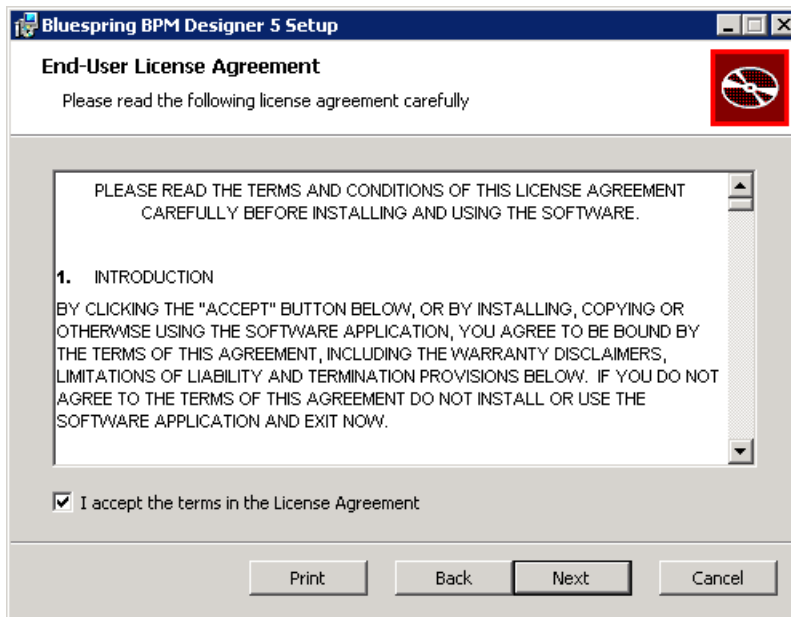 Bluespring BPM Designer 5 Setup
End-User License Agreement
Please read the following license agreement carefully
PLEASE READ THE TERMS AND CONDITIONS OF THIS LICENSE AGREEMENT
CAREFULLY BEFORE INSTALLING AND USING THE SOFTWARE.
1. INTRODUCTION
BY CLICKING THE "ACCEPT" BUTTON BELOW, OR BY INSTALLING, COPYING OR
OTHERWISE USING THE SOFTWARE APPLICATION, YOU AGREE TO BE BOUND BY
THE TERMS OF THIS AGREEMENT, INCLUDING THE WARRANTY DISCLAIMERS,
LIMITATIONS OF LIABILITY AND TERMINATION PROVISIONS BELOW. IF YOU DO NOT
AGREE TO THE TERMS OF THIS AGREEMENT DO NOT INSTALL OR USE THE
SOFTWARE APPLICATION AND EXIT NOW.
I accept the terms in the License Agreement
Print Back Next Cancel